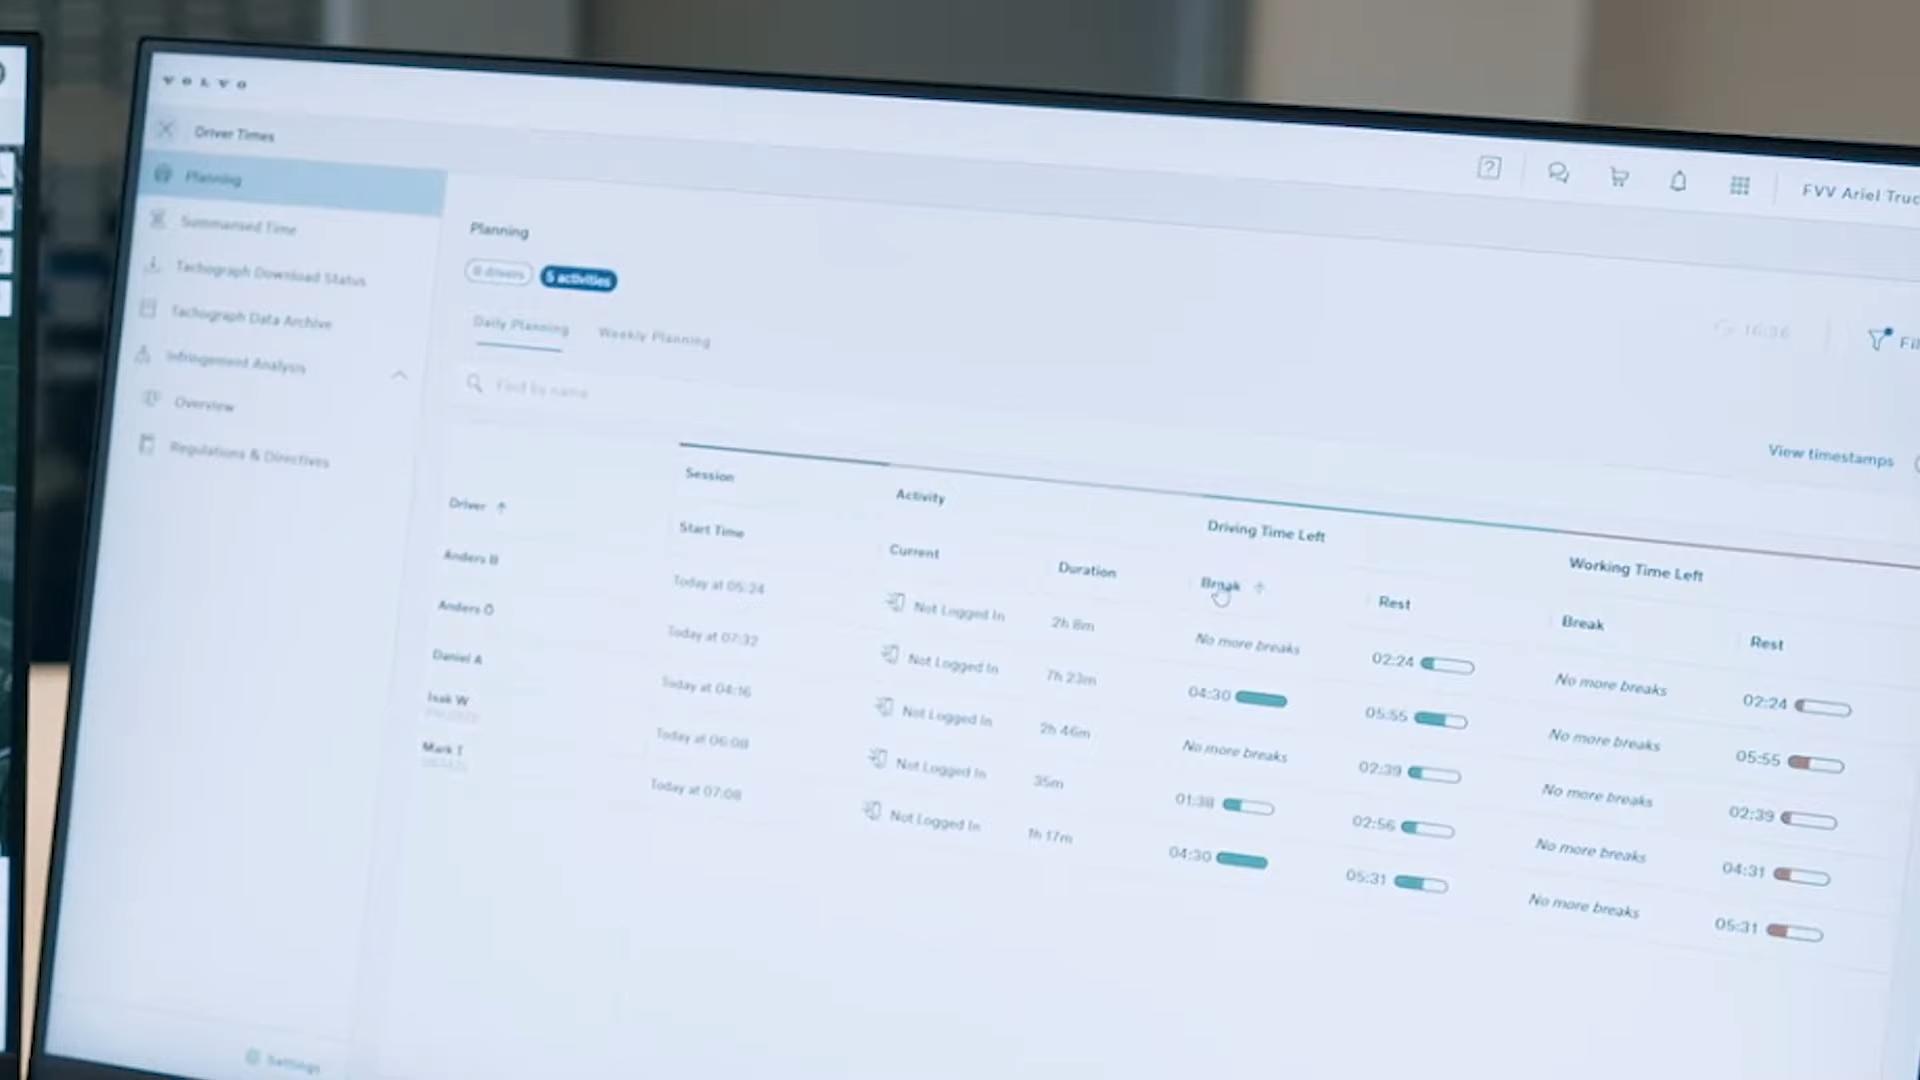 VOLVO
Driver Times
FVV Ariel Truc
Planning
Summarised Time
Tachograph Download Status
Tachograph Data Archive
Infringement Analysis
Overview
Regulations & Directives
Settings
Planning
5 activities
16:36
Fil
Daily Planning Weekly Planning
Find by name
View timestamps
Session Activity Driving Time Left Working Time Left
Driver Start Time Current Duration Break Rest Break Rest
Anders B Today at 05:24 Not Logged In 2h 8m No more breaks 02:24 No more breaks 02:24
Anders Ö Today at 07:32 Not Logged In 7h 23m 04:30 05:55 No more breaks 05:55
Daniel A Today at 04:16 Not Logged In 2h 46m No more breaks 02:39 No more breaks 02:39
Isak W Today at 06:08 Not Logged In 35m 01:38 02:56 No more breaks 04:31
Mark T Today at 07:08 Not Logged In 1h 17m 04:30 05:31 No more breaks 05:31